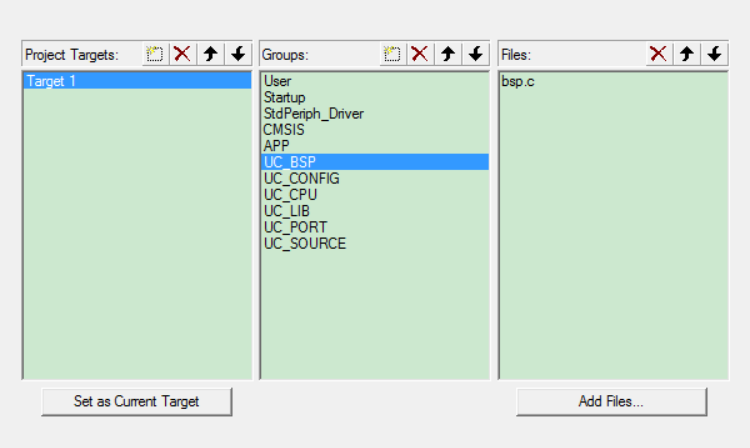 Project Targets:
Groups:
Files:
Target 1
User
Startup
StdPeriph_Driver
CMSIS
APP
UC_BSP
UC_CONFIG
UC_CPU
UC_LIB
UC_PORT
UC_SOURCE
bsp.c
Set as Current Target
Add Files...